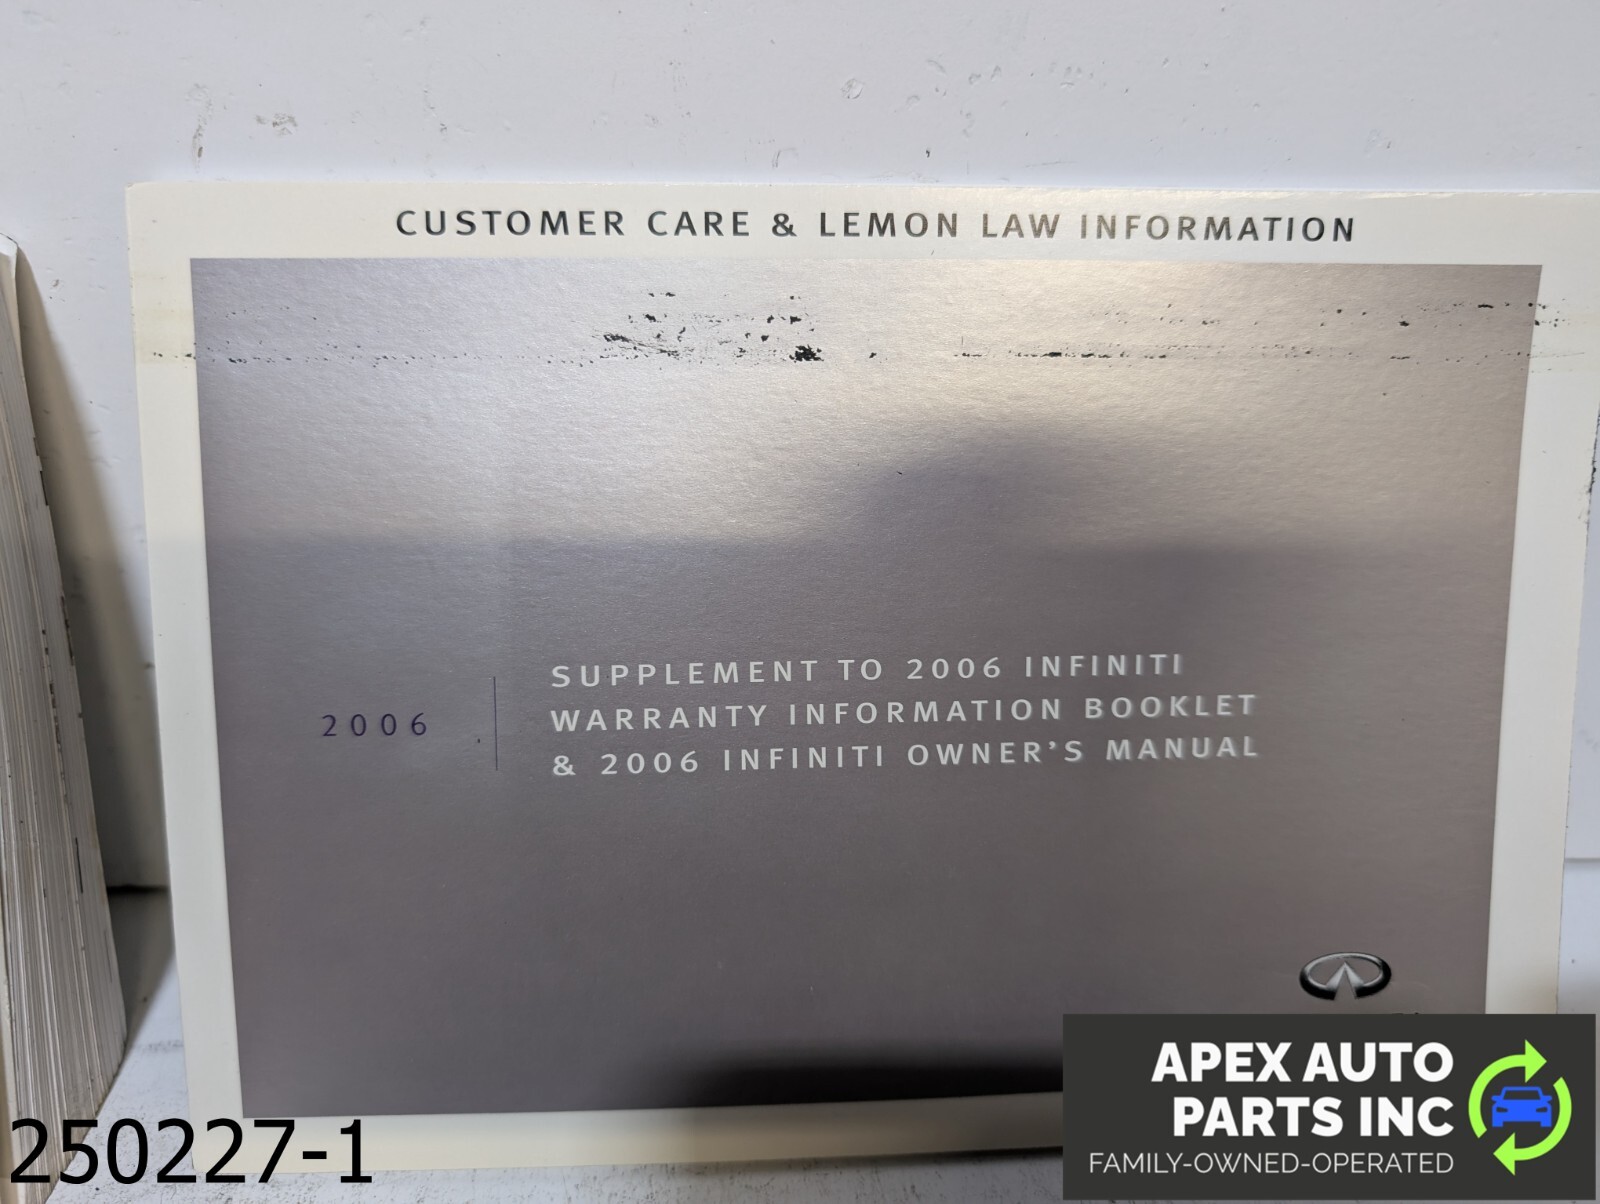 CUSTOMER CARE & LEMON LAW INFORMATION
2006
SUPPLEMENT TO 2006 INFINITI
WARRANTY INFORMATION BOOKLET
& 2006 INFINITI OWNER'S MANUAL
APEX AUTO
PARTS INC
FAMILY-OWNED-OPERATED
250227-1